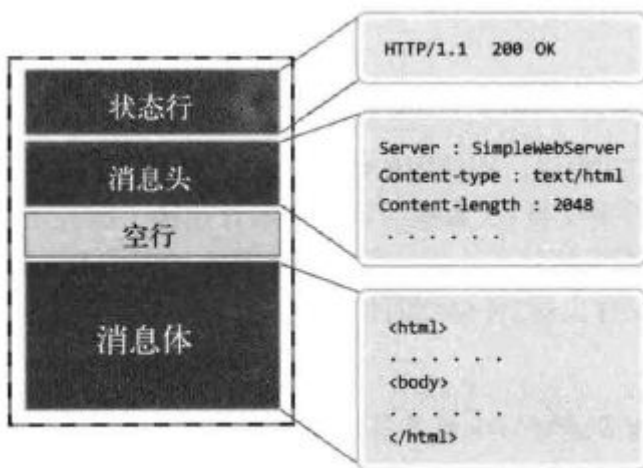 状态行
消息头
空行
消息体
HTTP/1.1 200 OK
Server : SimpleWebServer
Content-type : text/html
Content-length : 2048
. . . . . .
<html>
. . . . . .
<body>
. . . . . .
</html>